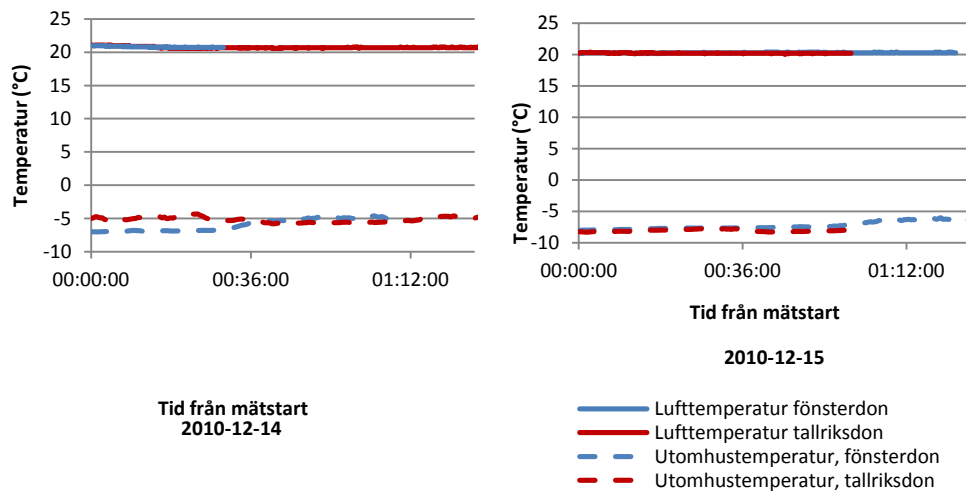 25
20
15
10
5
0
-5
-10
Temperatur (°C)
00:00:00 00:36:00 01:12:00
Tid från mätstart
2010-12-14
25
20
15
10
5
0
-5
-10
Temperatur (°C)
00:00:00 00:36:00 01:12:00
Tid från mätstart
2010-12-15
Lufttemperatur fönsterdon
Lufttemperatur tallriksdon
Utomhustemperatur, fönsterdon
Utomhustemperatur, tallriksdon